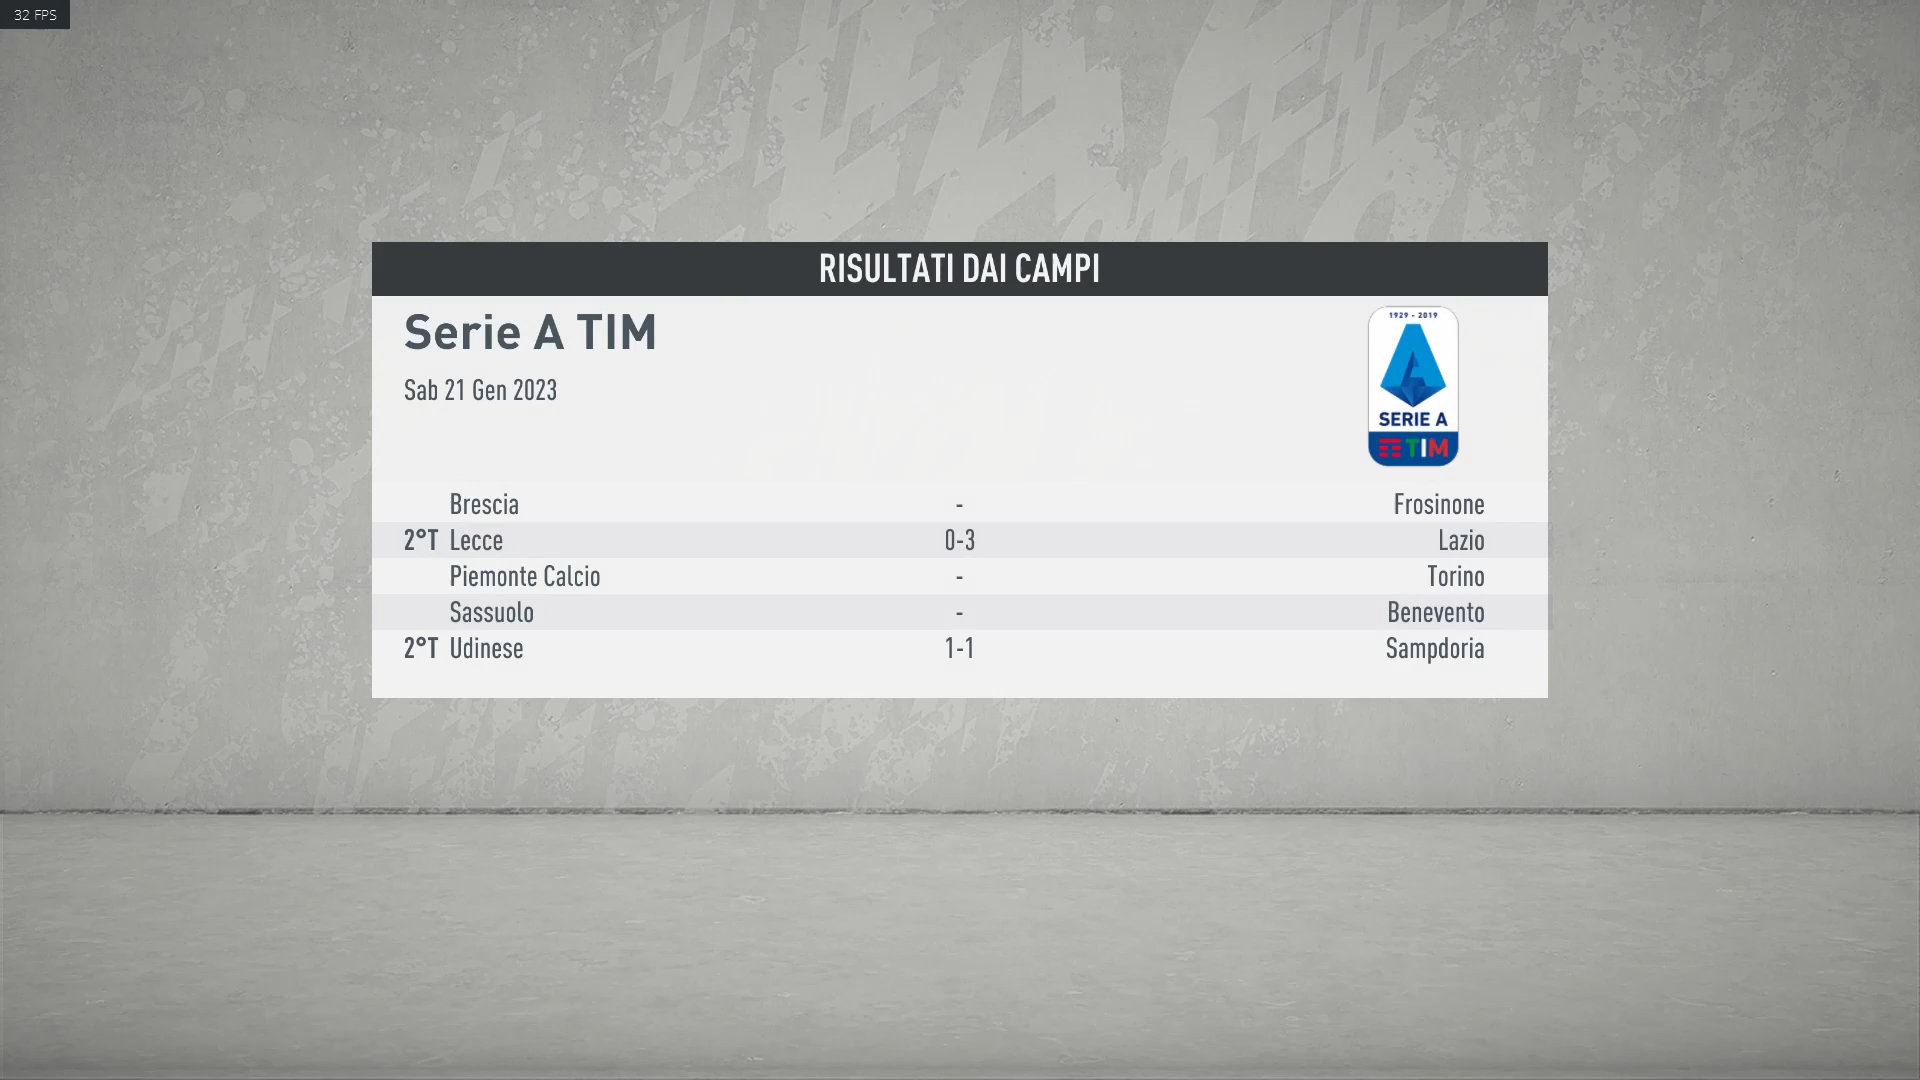 32 FPS
RISULTATI DAI CAMPI
Serie A TIM
Sab 21 Gen 2023
1929 - 2019
SERIE A
TIM
Brescia - Frosinone
2°T Lecce 0-3 Lazio
Piemonte Calcio - Torino
Sassuolo - Benevento
2°T Udinese 1-1 Sampdoria